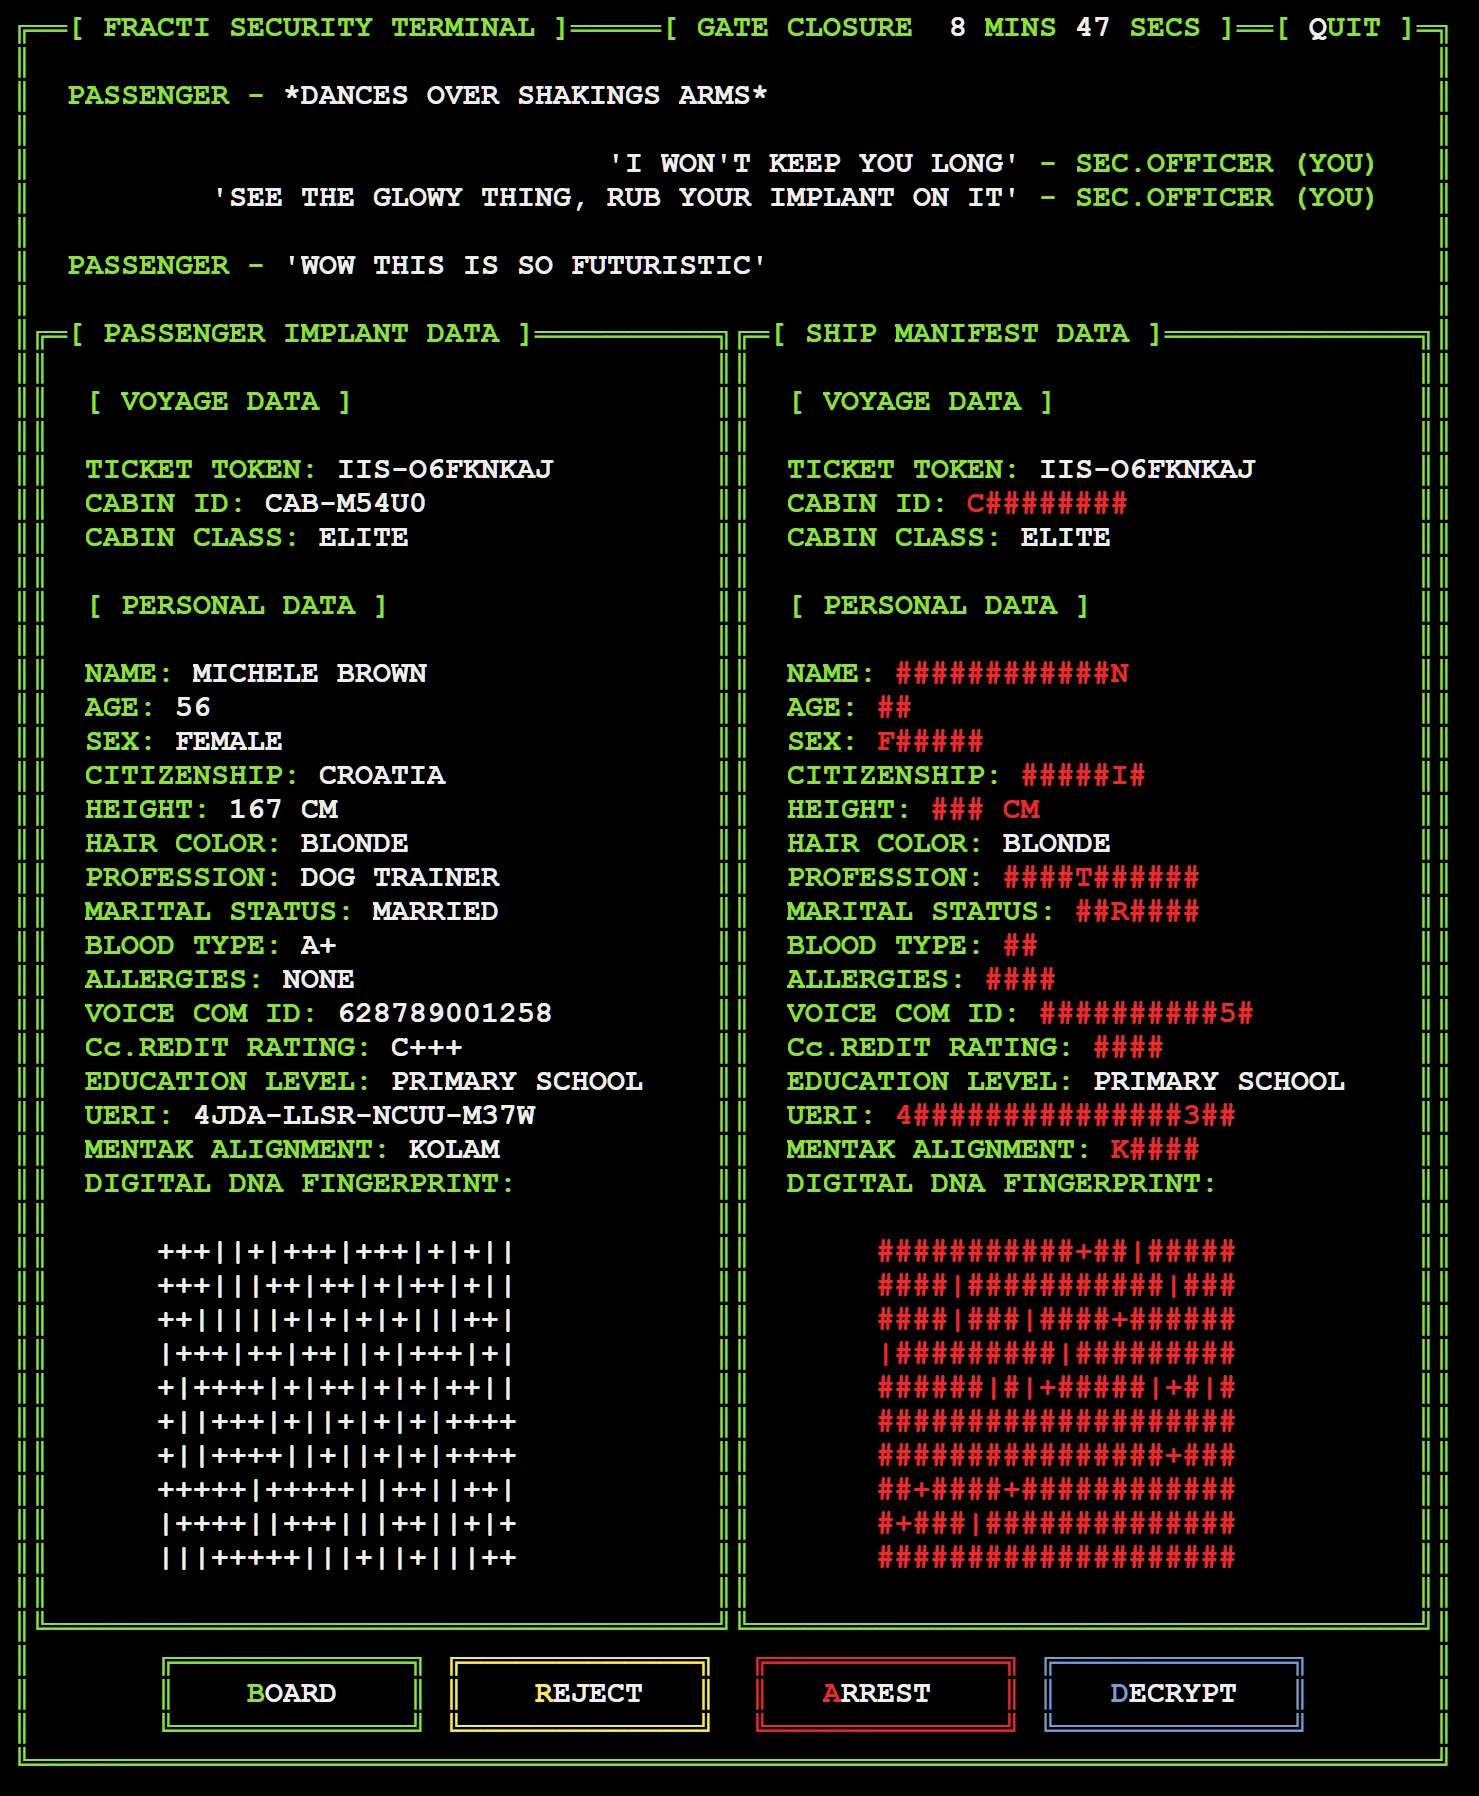 [ FRACTI SECURITY TERMINAL ] [ GATE CLOSURE 8 MINS 47 SECS ] [ QUIT ]
PASSENGER - *DANCES OVER SHAKINGS ARMS*
'I WON'T KEEP YOU LONG' - SEC.OFFICER (YOU)
'SEE THE GLOWY THING, RUB YOUR IMPLANT ON IT' - SEC.OFFICER (YOU)
PASSENGER - 'WOW THIS IS SO FUTURISTIC'
[ PASSENGER IMPLANT DATA ]
[ VOYAGE DATA ]
TICKET TOKEN: IIS-O6FKNKAJ
CABIN ID: CAB-M54U0
CABIN CLASS: ELITE
[ PERSONAL DATA ]
NAME: MICHELE BROWN
AGE: 56
SEX: FEMALE
CITIZENSHIP: CROATIA
HEIGHT: 167 CM
HAIR COLOR: BLONDE
PROFESSION: DOG TRAINER
MARITAL STATUS: MARRIED
BLOOD TYPE: A+
ALLERGIES: NONE
VOICE COM ID: 628789001258
Cc.REDIT RATING: C+++
EDUCATION LEVEL: PRIMARY SCHOOL
UERI: 4JDA-LLSR-NCUU-M37W
MENTAK ALIGNMENT: KOLAM
DIGITAL DNA FINGERPRINT:
+++||+|+++|+++|+|+||
+++|||++|++|+|++|+||
++|||||+|+|+|+|||++|
|+++|++|++||+|+++|+|
+|++++|+|++|+|+|++||
+||+++|+||+|+|+|++++
+||++++||+||+|+|++++
+++++|+++++||++||++|
|++++||+++|||++||+|+
|||+++++|||+||+|||++
[ SHIP MANIFEST DATA ]
[ VOYAGE DATA ]
TICKET TOKEN: IIS-O6FKNKAJ
CABIN ID: C########
CABIN CLASS: ELITE
[ PERSONAL DATA ]
NAME: ############N
AGE: ##
SEX: F#####
CITIZENSHIP: #####I#
HEIGHT: ### CM
HAIR COLOR: BLONDE
PROFESSION: ####T######
MARITAL STATUS: ##R####
BLOOD TYPE: ##
ALLERGIES: ####
VOICE COM ID: ##########5#
Cc.REDIT RATING: ####
EDUCATION LEVEL: PRIMARY SCHOOL
UERI: 4###############3##
MENTAK ALIGNMENT: K####
DIGITAL DNA FINGERPRINT:
###########+##|#####
####|###########|###
####|###|####+######
|#########|#########
######|#|+#####|+#|#
####################
################+###
##+####+############
#+###|##############
####################
BOARD REJECT ARREST DECRYPT